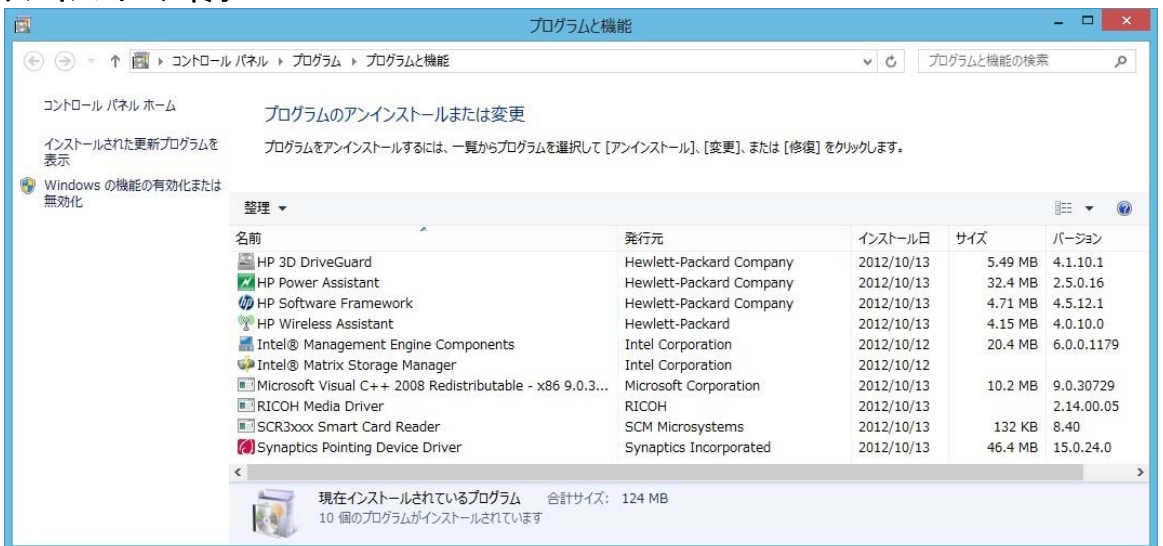 プログラムと機能
コントロール パネル ▸ プログラム ▸ プログラムと機能
プログラムと機能の検索
コントロール パネル ホーム
インストールされた更新プログラムを
表示
Windows の機能の有効化または
無効化
プログラムのアンインストールまたは変更
プログラムをアンインストールするには、一覧からプログラムを選択して [アンインストール]、[変更]、または [修復] をクリックします。
整理 ▼
名前 発行元 インストール日 サイズ バージョン
HP 3D DriveGuard Hewlett-Packard Company 2012/10/13 5.49 MB 4.1.10.1
HP Power Assistant Hewlett-Packard Company 2012/10/13 32.4 MB 2.5.0.16
HP Software Framework Hewlett-Packard Company 2012/10/13 4.71 MB 4.5.12.1
HP Wireless Assistant Hewlett-Packard 2012/10/13 4.15 MB 4.0.10.0
Intel® Management Engine Components Intel Corporation 2012/10/12 20.4 MB 6.0.0.1179
Intel® Matrix Storage Manager Intel Corporation 2012/10/12
Microsoft Visual C++ 2008 Redistributable - x86 9.0.3... Microsoft Corporation 2012/10/13 10.2 MB 9.0.30729
RICOH Media Driver RICOH 2012/10/13 2.14.00.05
SCR3xxx Smart Card Reader SCM Microsystems 2012/10/13 132 KB 8.40
Synaptics Pointing Device Driver Synaptics Incorporated 2012/10/13 46.4 MB 15.0.24.0
現在インストールされているプログラム 合計サイズ: 124 MB
10 個のプログラムがインストールされています